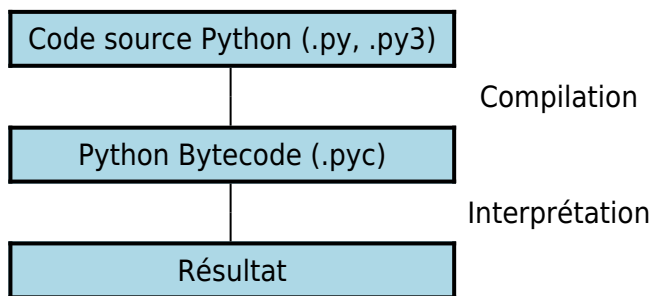 Code source Python (.py, .py3)
Compilation
Python Bytecode (.pyc)
Interprétation
Résultat